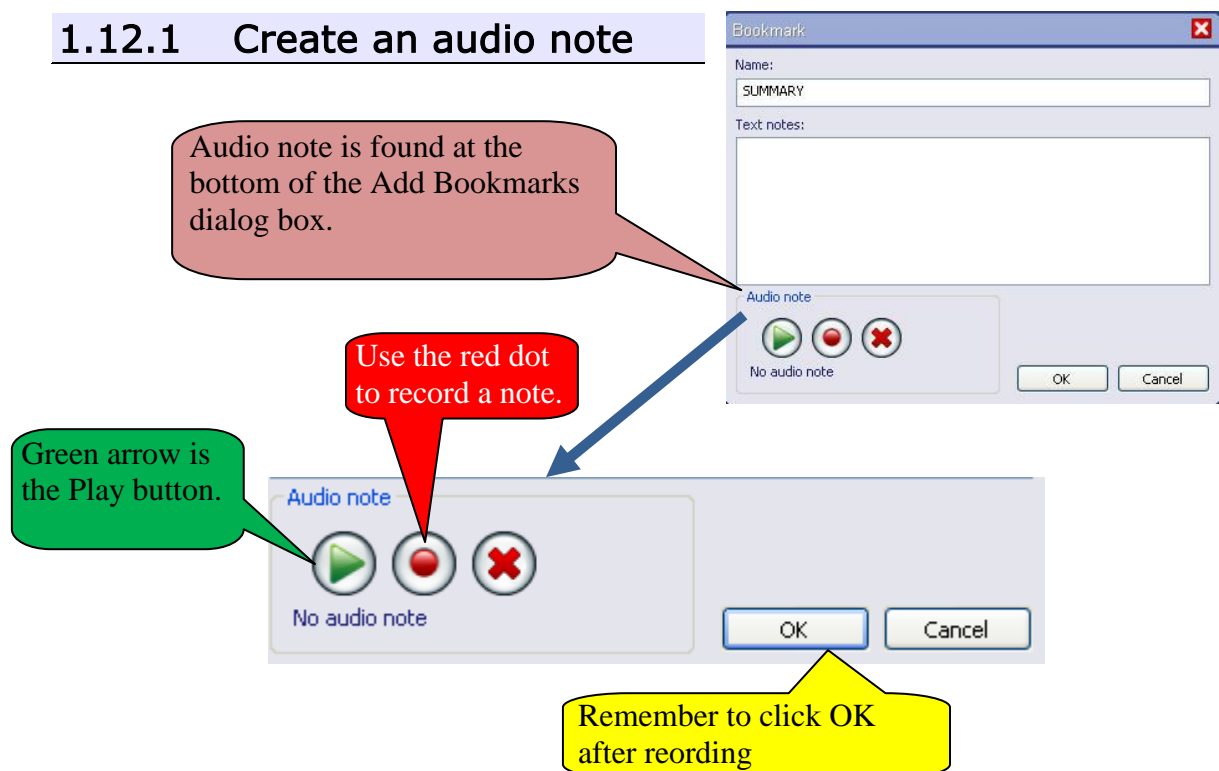 1.12.1 Create an audio note
Bookmark
Name:
SUMMARY
Text notes:
Audio note is found at the
bottom of the Add Bookmarks
dialog box.
Audio note
No audio note
OK Cancel
Use the red dot
to record a note.
Green arrow is
the Play button.
Audio note
No audio note
OK Cancel
Remember to click OK
after reording